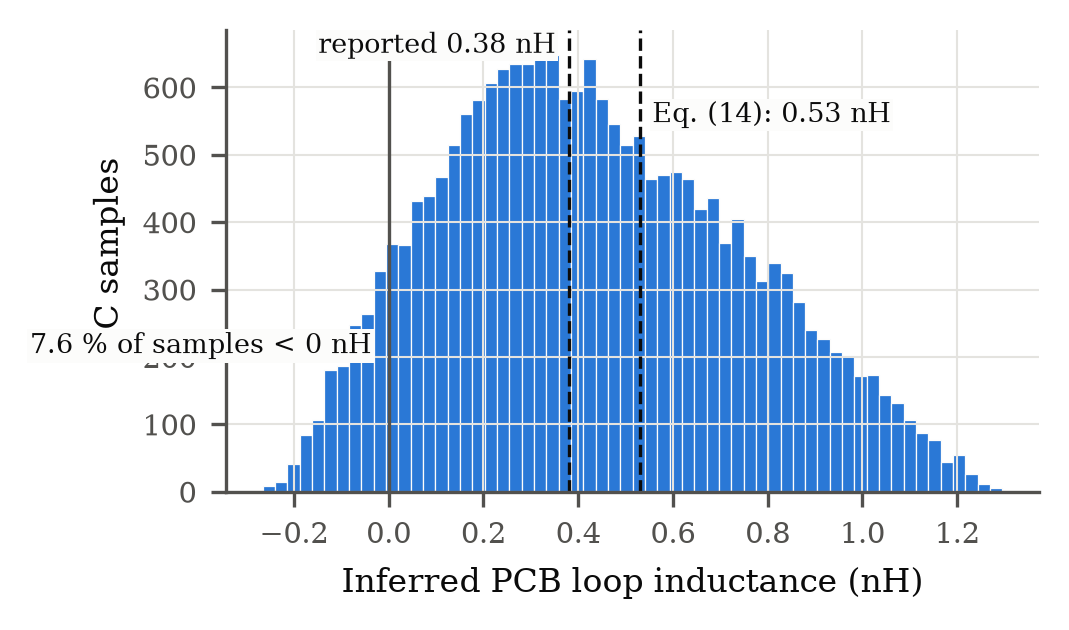 reported 0.38 nH
Eq. (14): 0.53 nH
7.6 % of samples < 0 nH
C samples
600
500
400
300
100
0
−0.2
0.0
0.2
0.4
0.6
0.8
1.0
1.2
Inferred PCB loop inductance (nH)